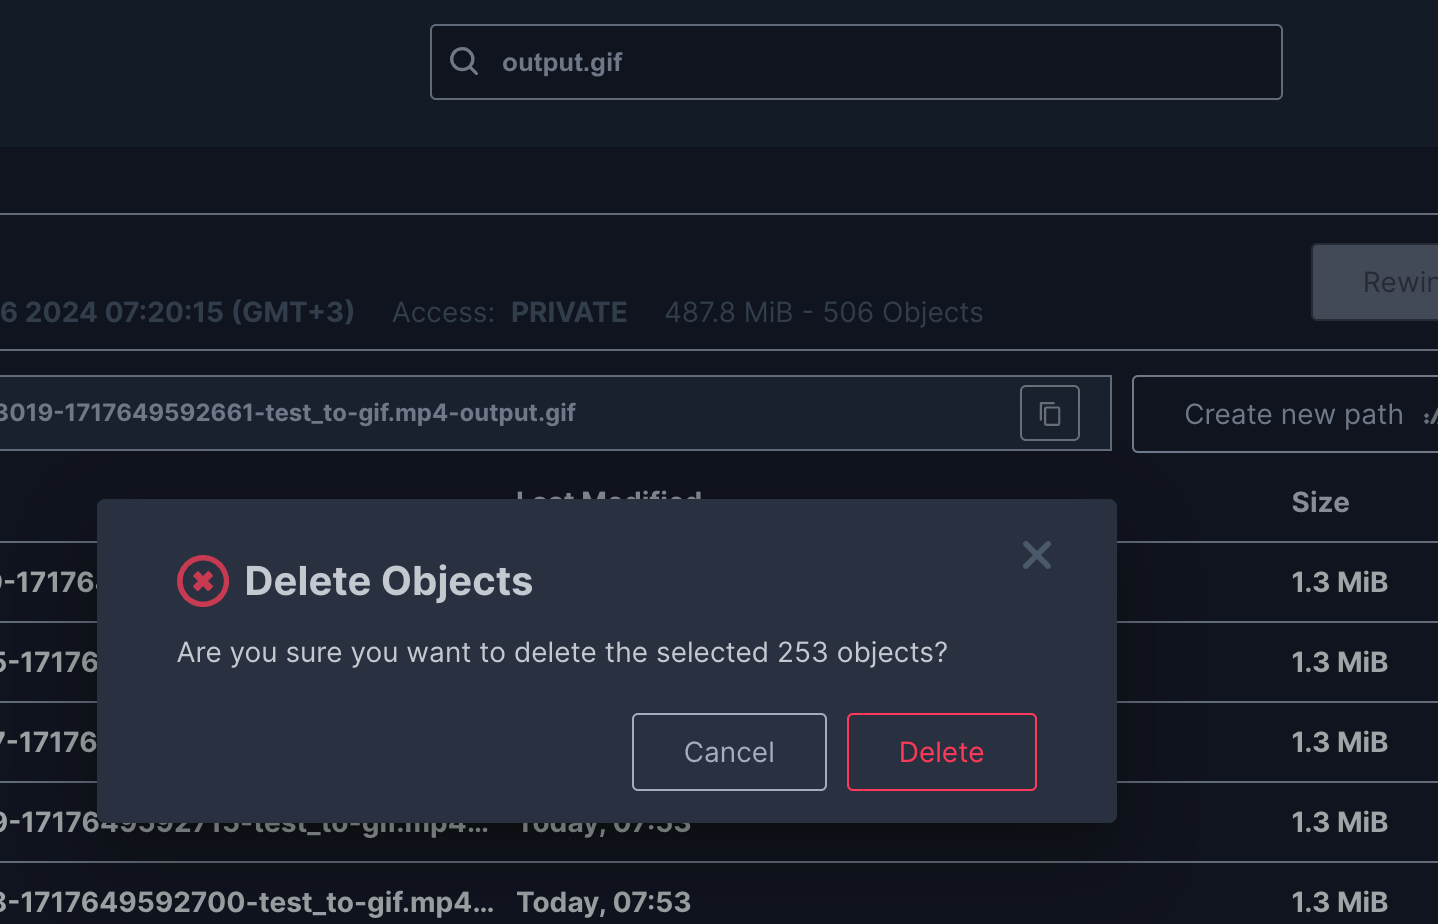 output.gif
6 2024 07:20:15 (GMT+3) Access: PRIVATE 487.8 MiB - 506 Objects
Rewin
3019-1717649592661-test_to-gif.mp4-output.gif
Create new path
Last Modified Size
Delete Objects
Are you sure you want to delete the selected 253 objects?
Cancel Delete
9-17176 1.3 MiB
5-17176 1.3 MiB
7-17176 1.3 MiB
9-1717649592715-test_to-gif.mp4... Today, 07:53 1.3 MiB
3-1717649592700-test_to-gif.mp4... Today, 07:53 1.3 MiB